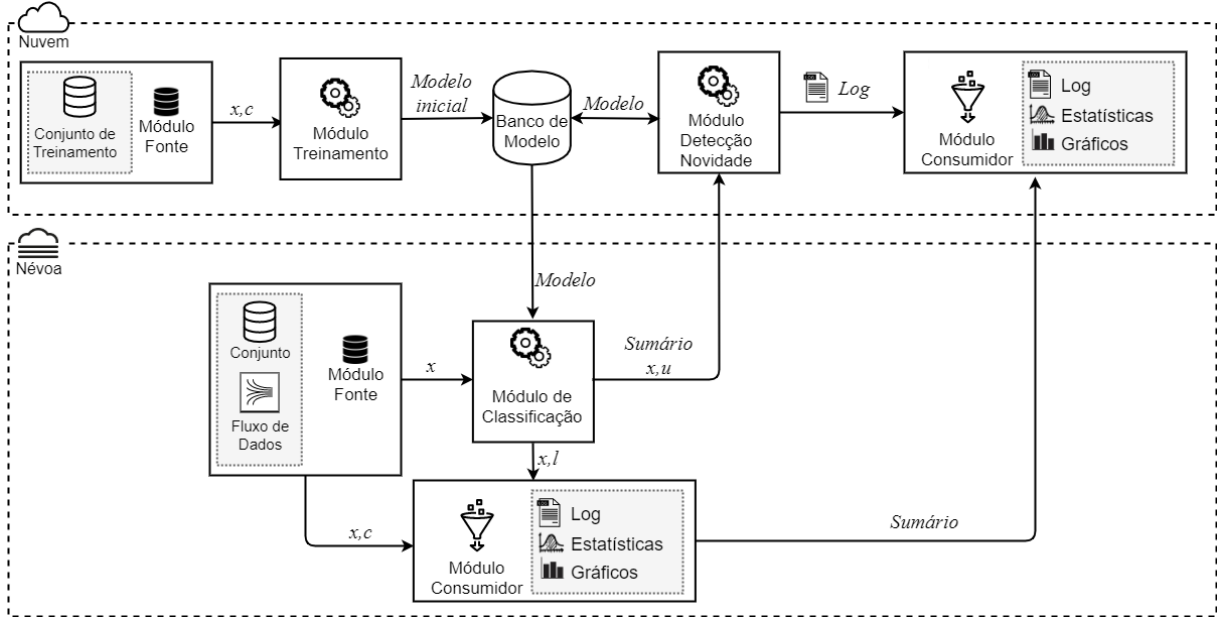 Nuvem
Conjunto de
Treinamento
Módulo
Fonte
x,c
Módulo
Treinamento
Modelo
inicial
Banco de
Modelo
Modelo
Módulo
Detecção
Novidade
Log
Módulo
Consumidor
Log
Estatísticas
Gráficos
Névoa
Modelo
Conjunto
Fluxo de
Dados
Módulo
Fonte
x
Módulo de
Classificação
Sumário
x,u
x,l
x,c
Módulo
Consumidor
Log
Estatísticas
Gráficos
Sumário